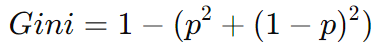 Gini = 1 − (p² + (1 − p)²)